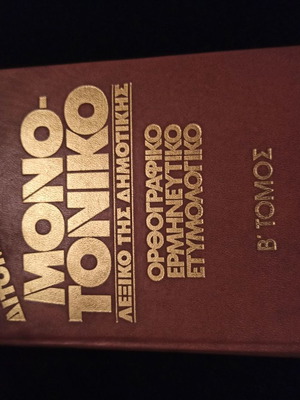 ΜΟΝΟ-
ΤΟΝΙΚΟ
ΛΕΞΙΚΟ ΤΗΣ ΔΗΜΟΤΙΚΗΣ
ΟΡΘΟΓΡΑΦΙΚΟ
ΕΡΜΗΝΕΥΤΙΚΟ
ΕΤΥΜΟΛΟΓΙΚΟ
Β΄ ΤΟΜΟΣ